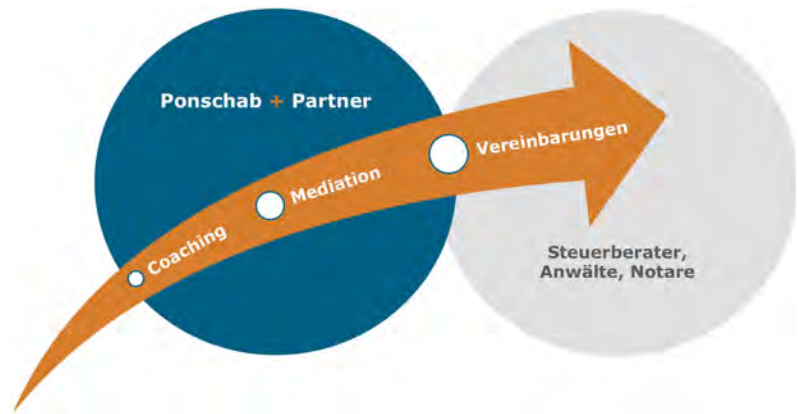 Ponschab + Partner
Vereinbarungen
Mediation
Coaching
Steuerberater,
Anwälte, Notare